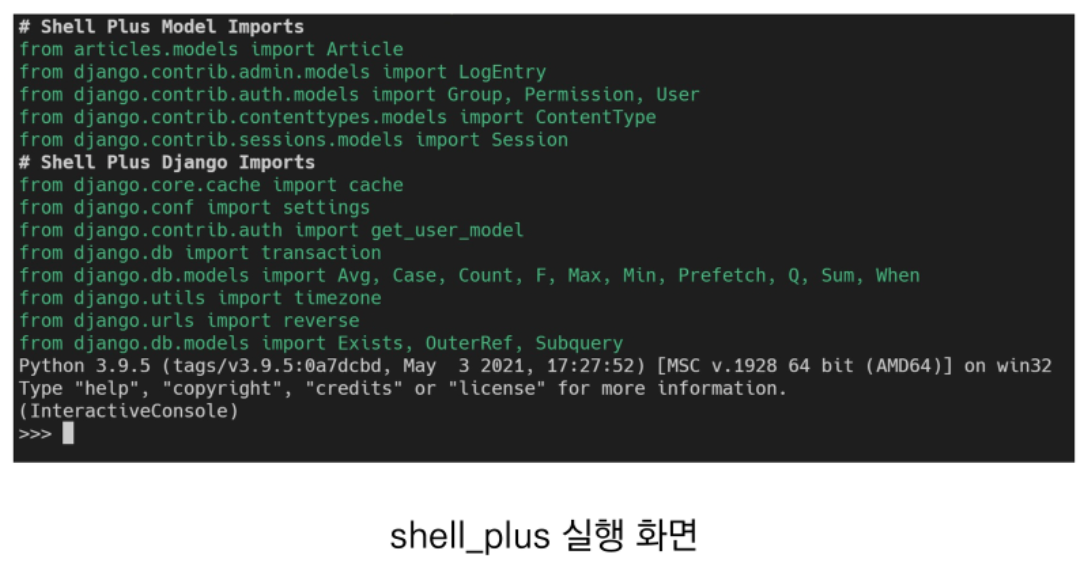 # Shell Plus Model Imports
from articles.models import Article
from django.contrib.admin.models import LogEntry
from django.contrib.auth.models import Group, Permission, User
from django.contrib.contenttypes.models import ContentType
from django.contrib.sessions.models import Session
# Shell Plus Django Imports
from django.core.cache import cache
from django.conf import settings
from django.contrib.auth import get_user_model
from django.db import transaction
from django.db.models import Avg, Case, Count, F, Max, Min, Prefetch, Q, Sum, When
from django.utils import timezone
from django.urls import reverse
from django.db.models import Exists, OuterRef, Subquery
Python 3.9.5 (tags/v3.9.5:0a7dcbd, May  3 2021, 17:27:52) [MSC v.1928 64 bit (AMD64)] on win32
Type "help", "copyright", "credits" or "license" for more information.
(InteractiveConsole)
>>>
shell_plus 실행 화면